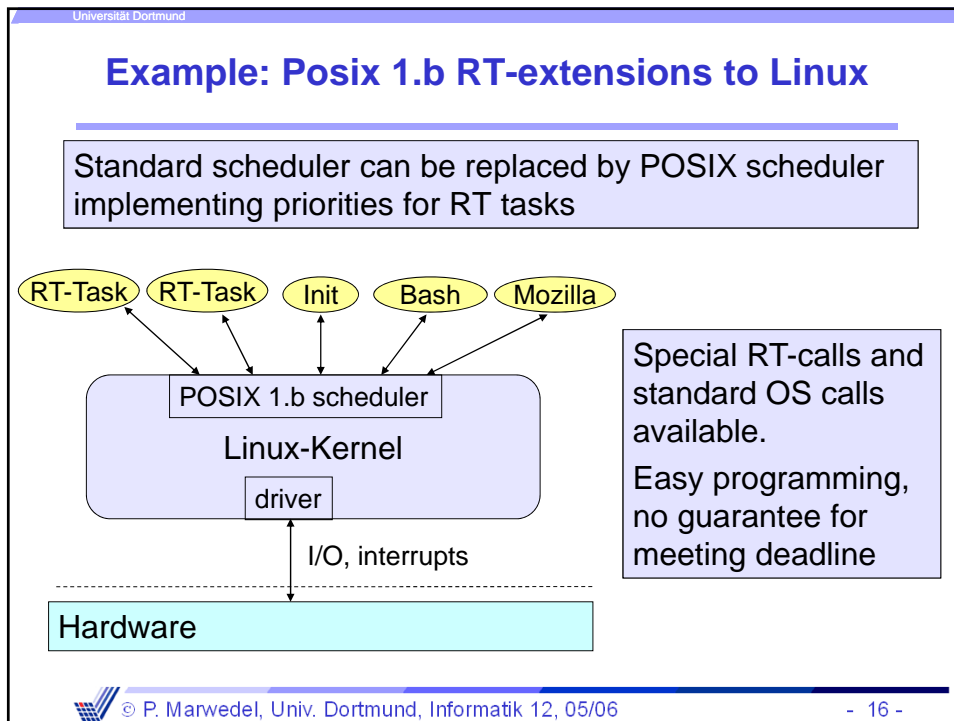 Universität Dortmund
Example: Posix 1.b RT-extensions to Linux
Standard scheduler can be replaced by POSIX scheduler
implementing priorities for RT tasks
RT-Task RT-Task Init Bash Mozilla
POSIX 1.b scheduler
Linux-Kernel
driver
I/O, interrupts
Hardware
Special RT-calls and
standard OS calls
available.
Easy programming,
no guarantee for
meeting deadline
© P. Marwedel, Univ. Dortmund, Informatik 12, 05/06 - 16 -